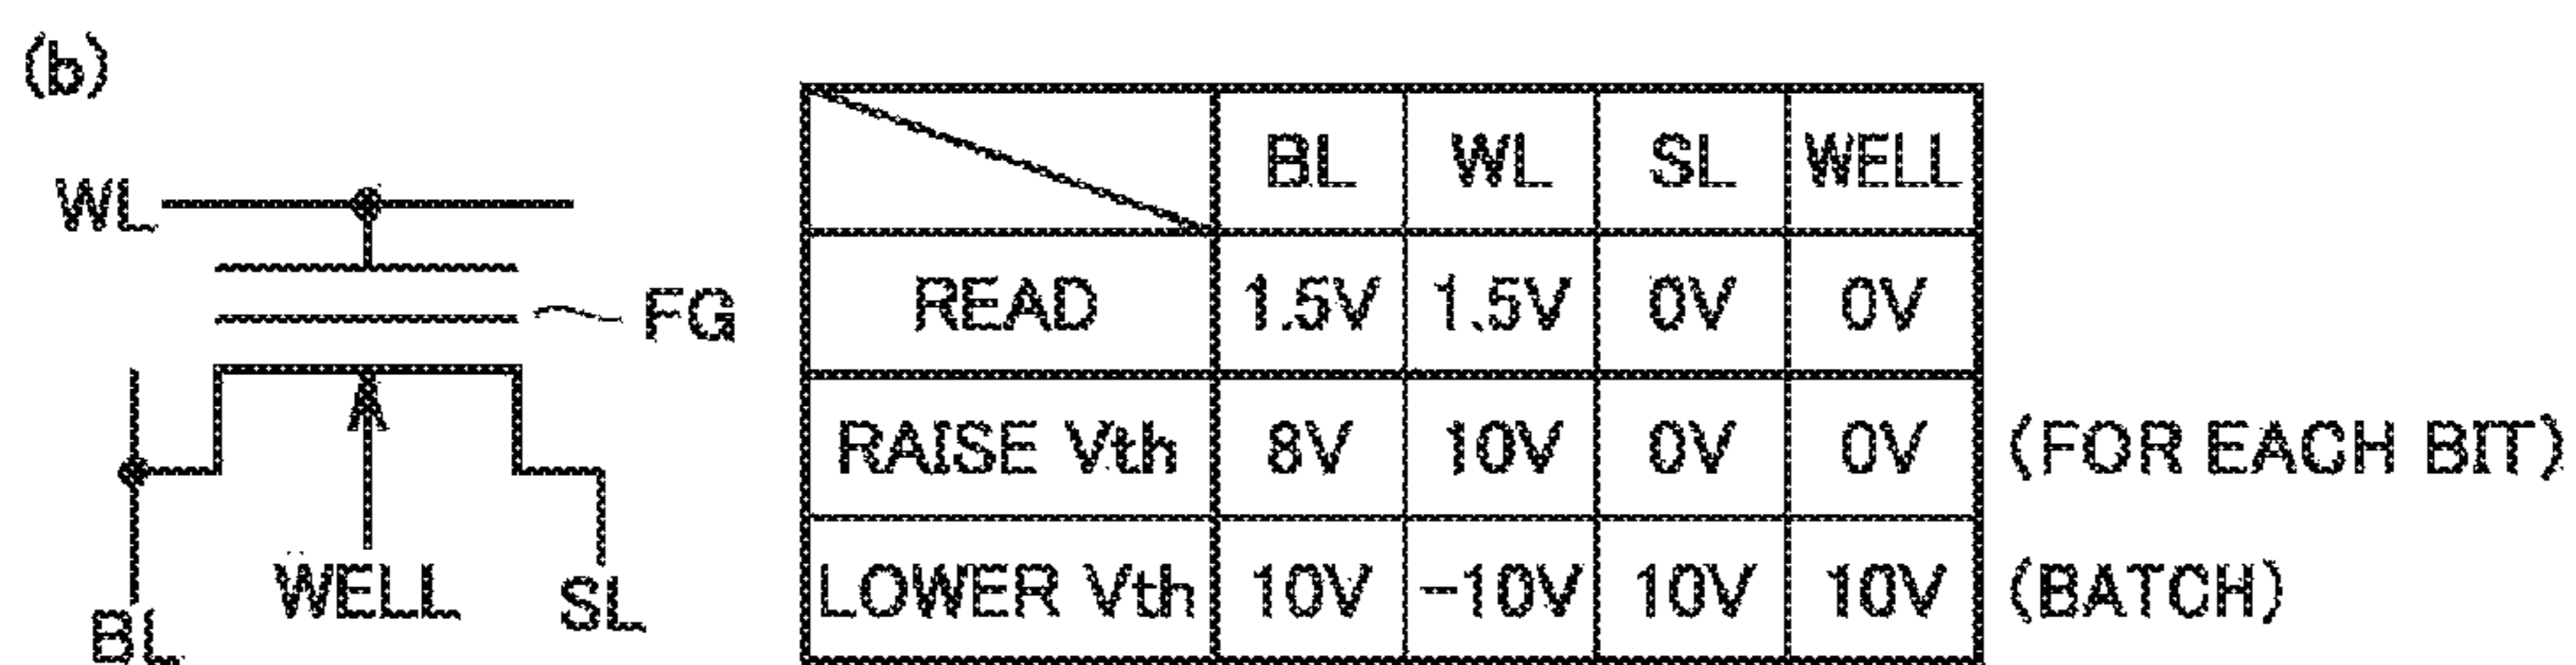 (b)
WL
FG
BL
WELL
SL
BL WL SL WELL
READ 1.5V 1.5V 0V 0V
RAISE Vth 8V 10V 0V 0V (FOR EACH BIT)
LOWER Vth 10V -10V 10V 10V (BATCH)